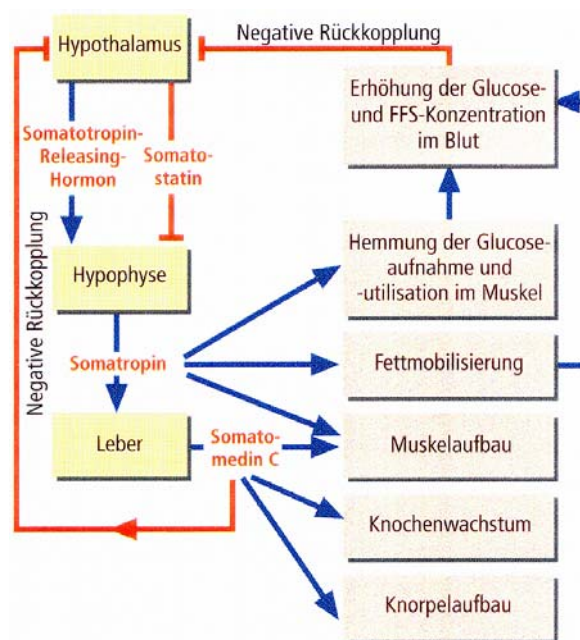 Negative Rückkopplung
Hypothalamus
Erhöhung der Glucose-
und FFS-Konzentration
im Blut
Somatotropin-
Releasing-
Hormon
Somato-
statin
Negative Rückkopplung
Hypophyse
Hemmung der Glucose-
aufnahme und
-utilisation im Muskel
Somatropin
Fettmobilisierung
Leber
Somato-
medin C
Muskelaufbau
Knochenwachstum
Knorpelaufbau